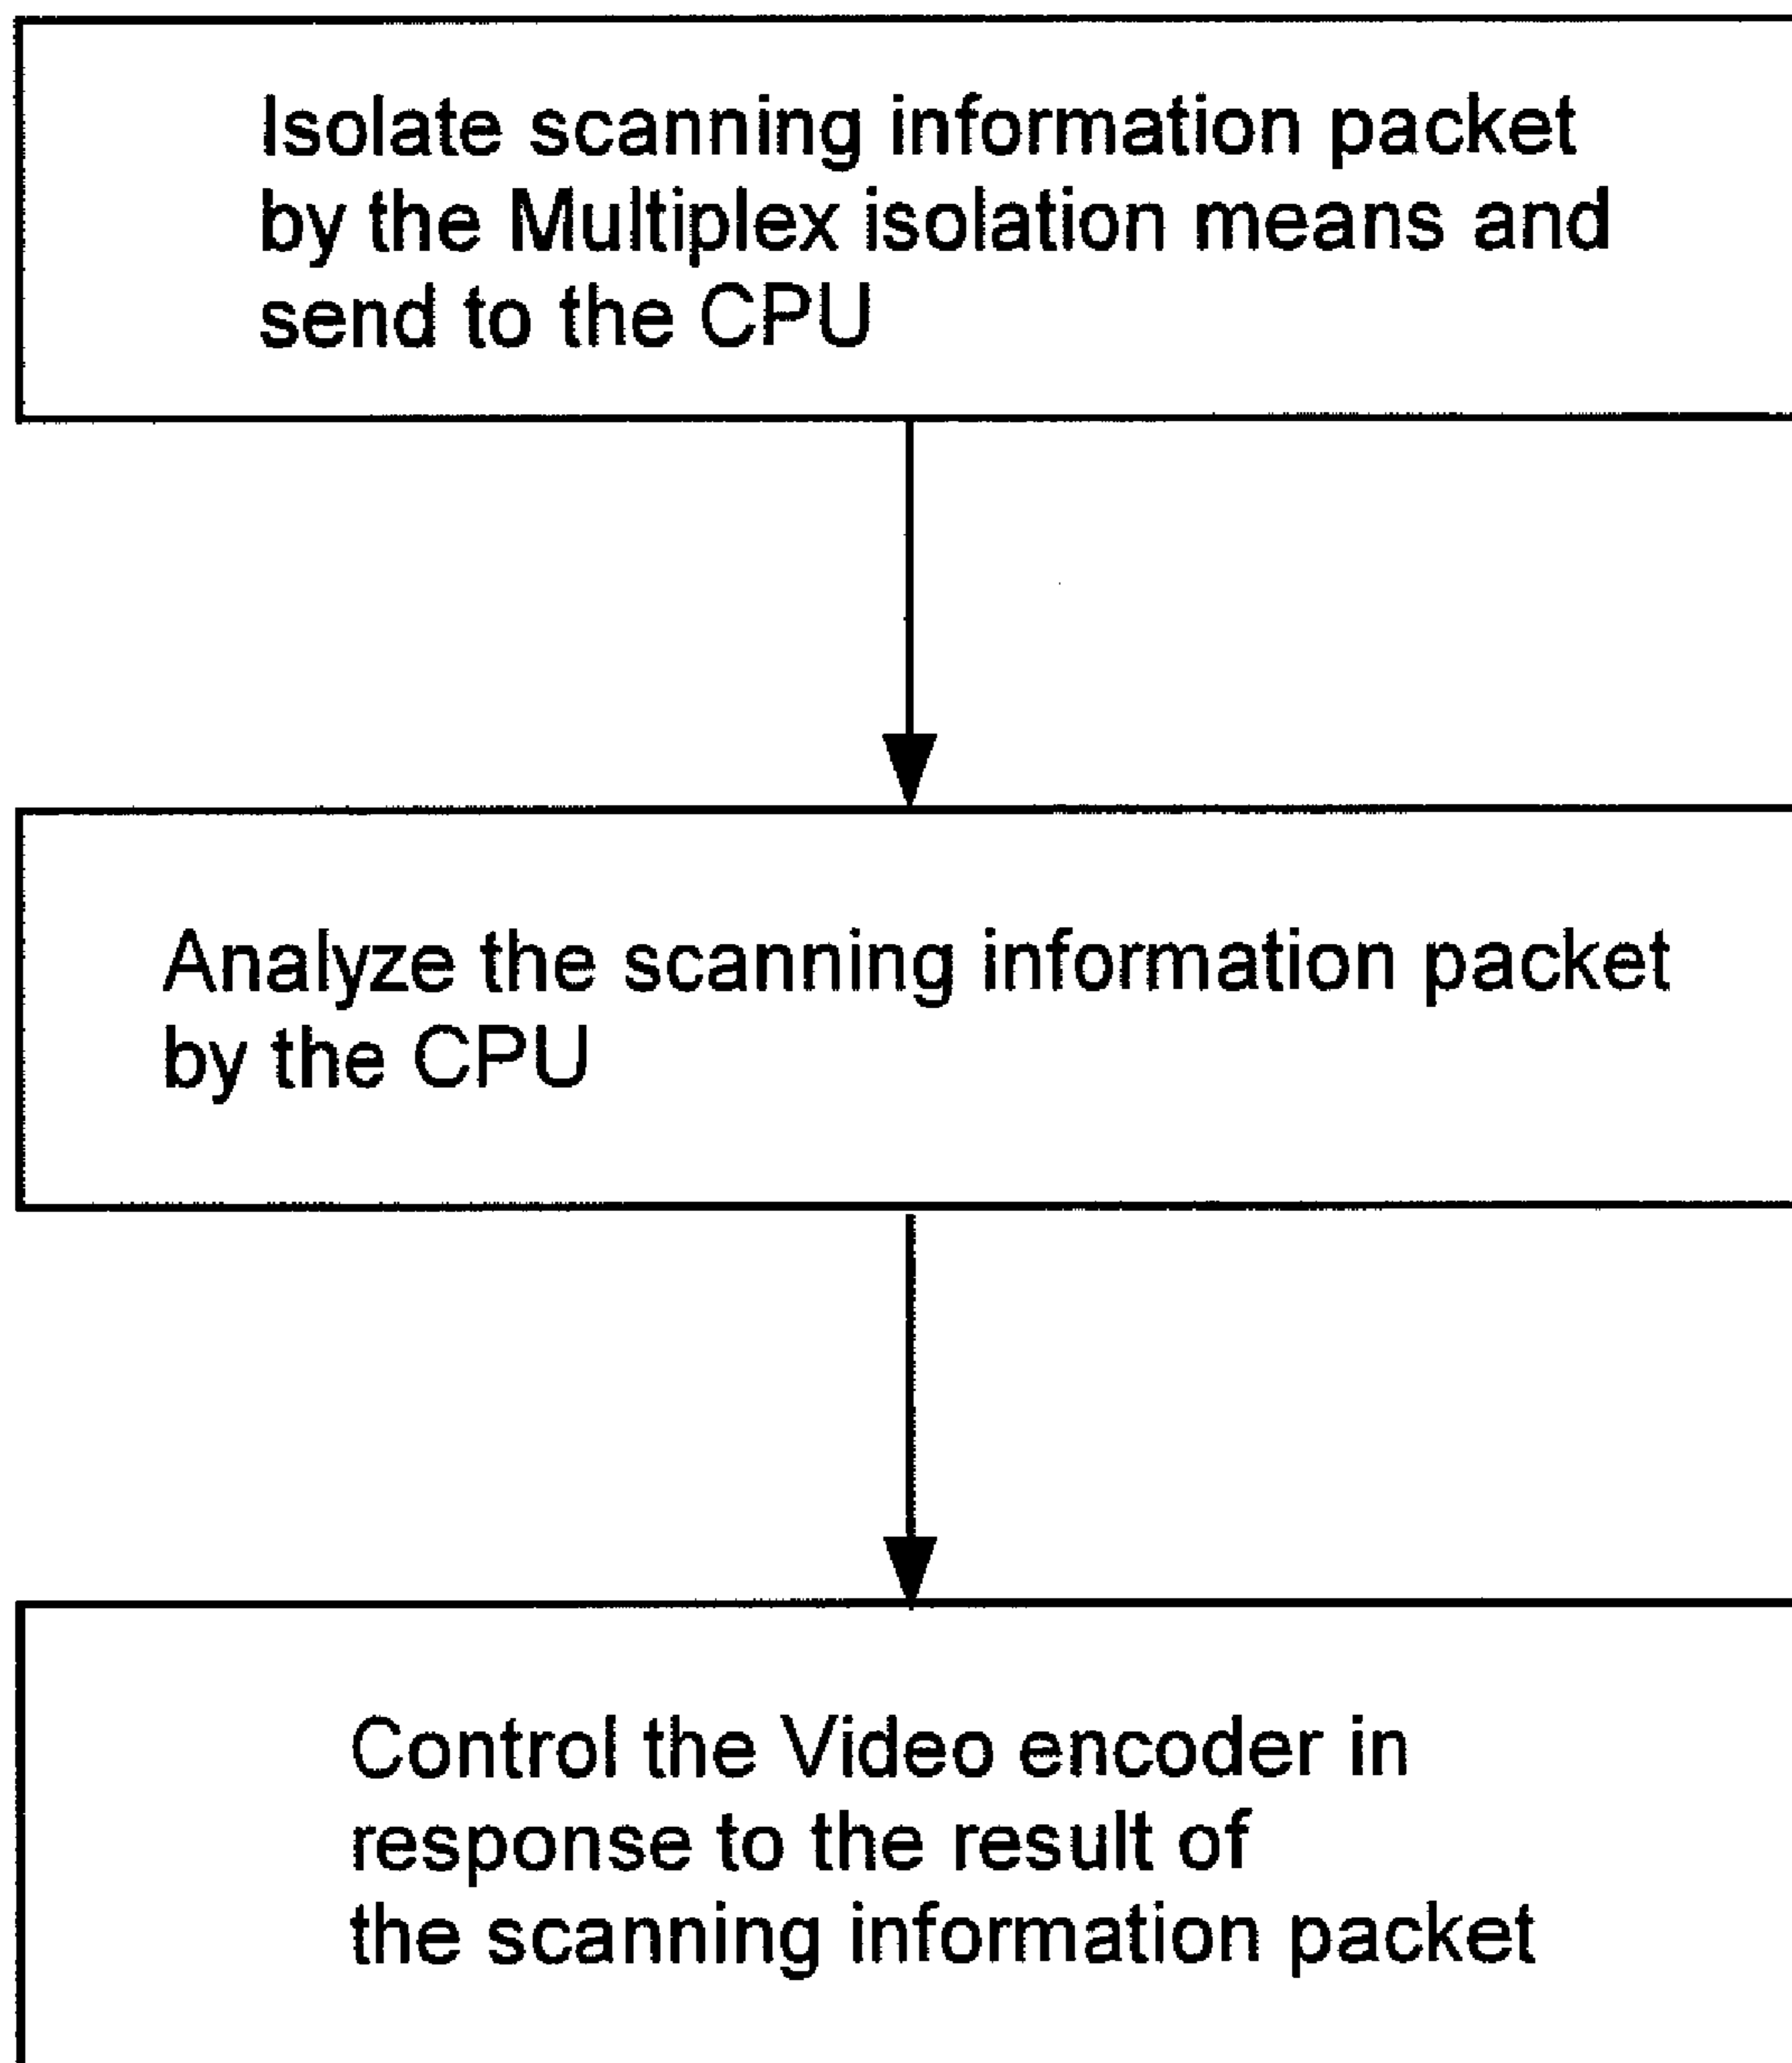 Isolate scanning information packet
by the Multiplex isolation means and
send to the CPU
Analyze the scanning information packet
by the CPU
Control the Video encoder in
response to the result of
the scanning information packet